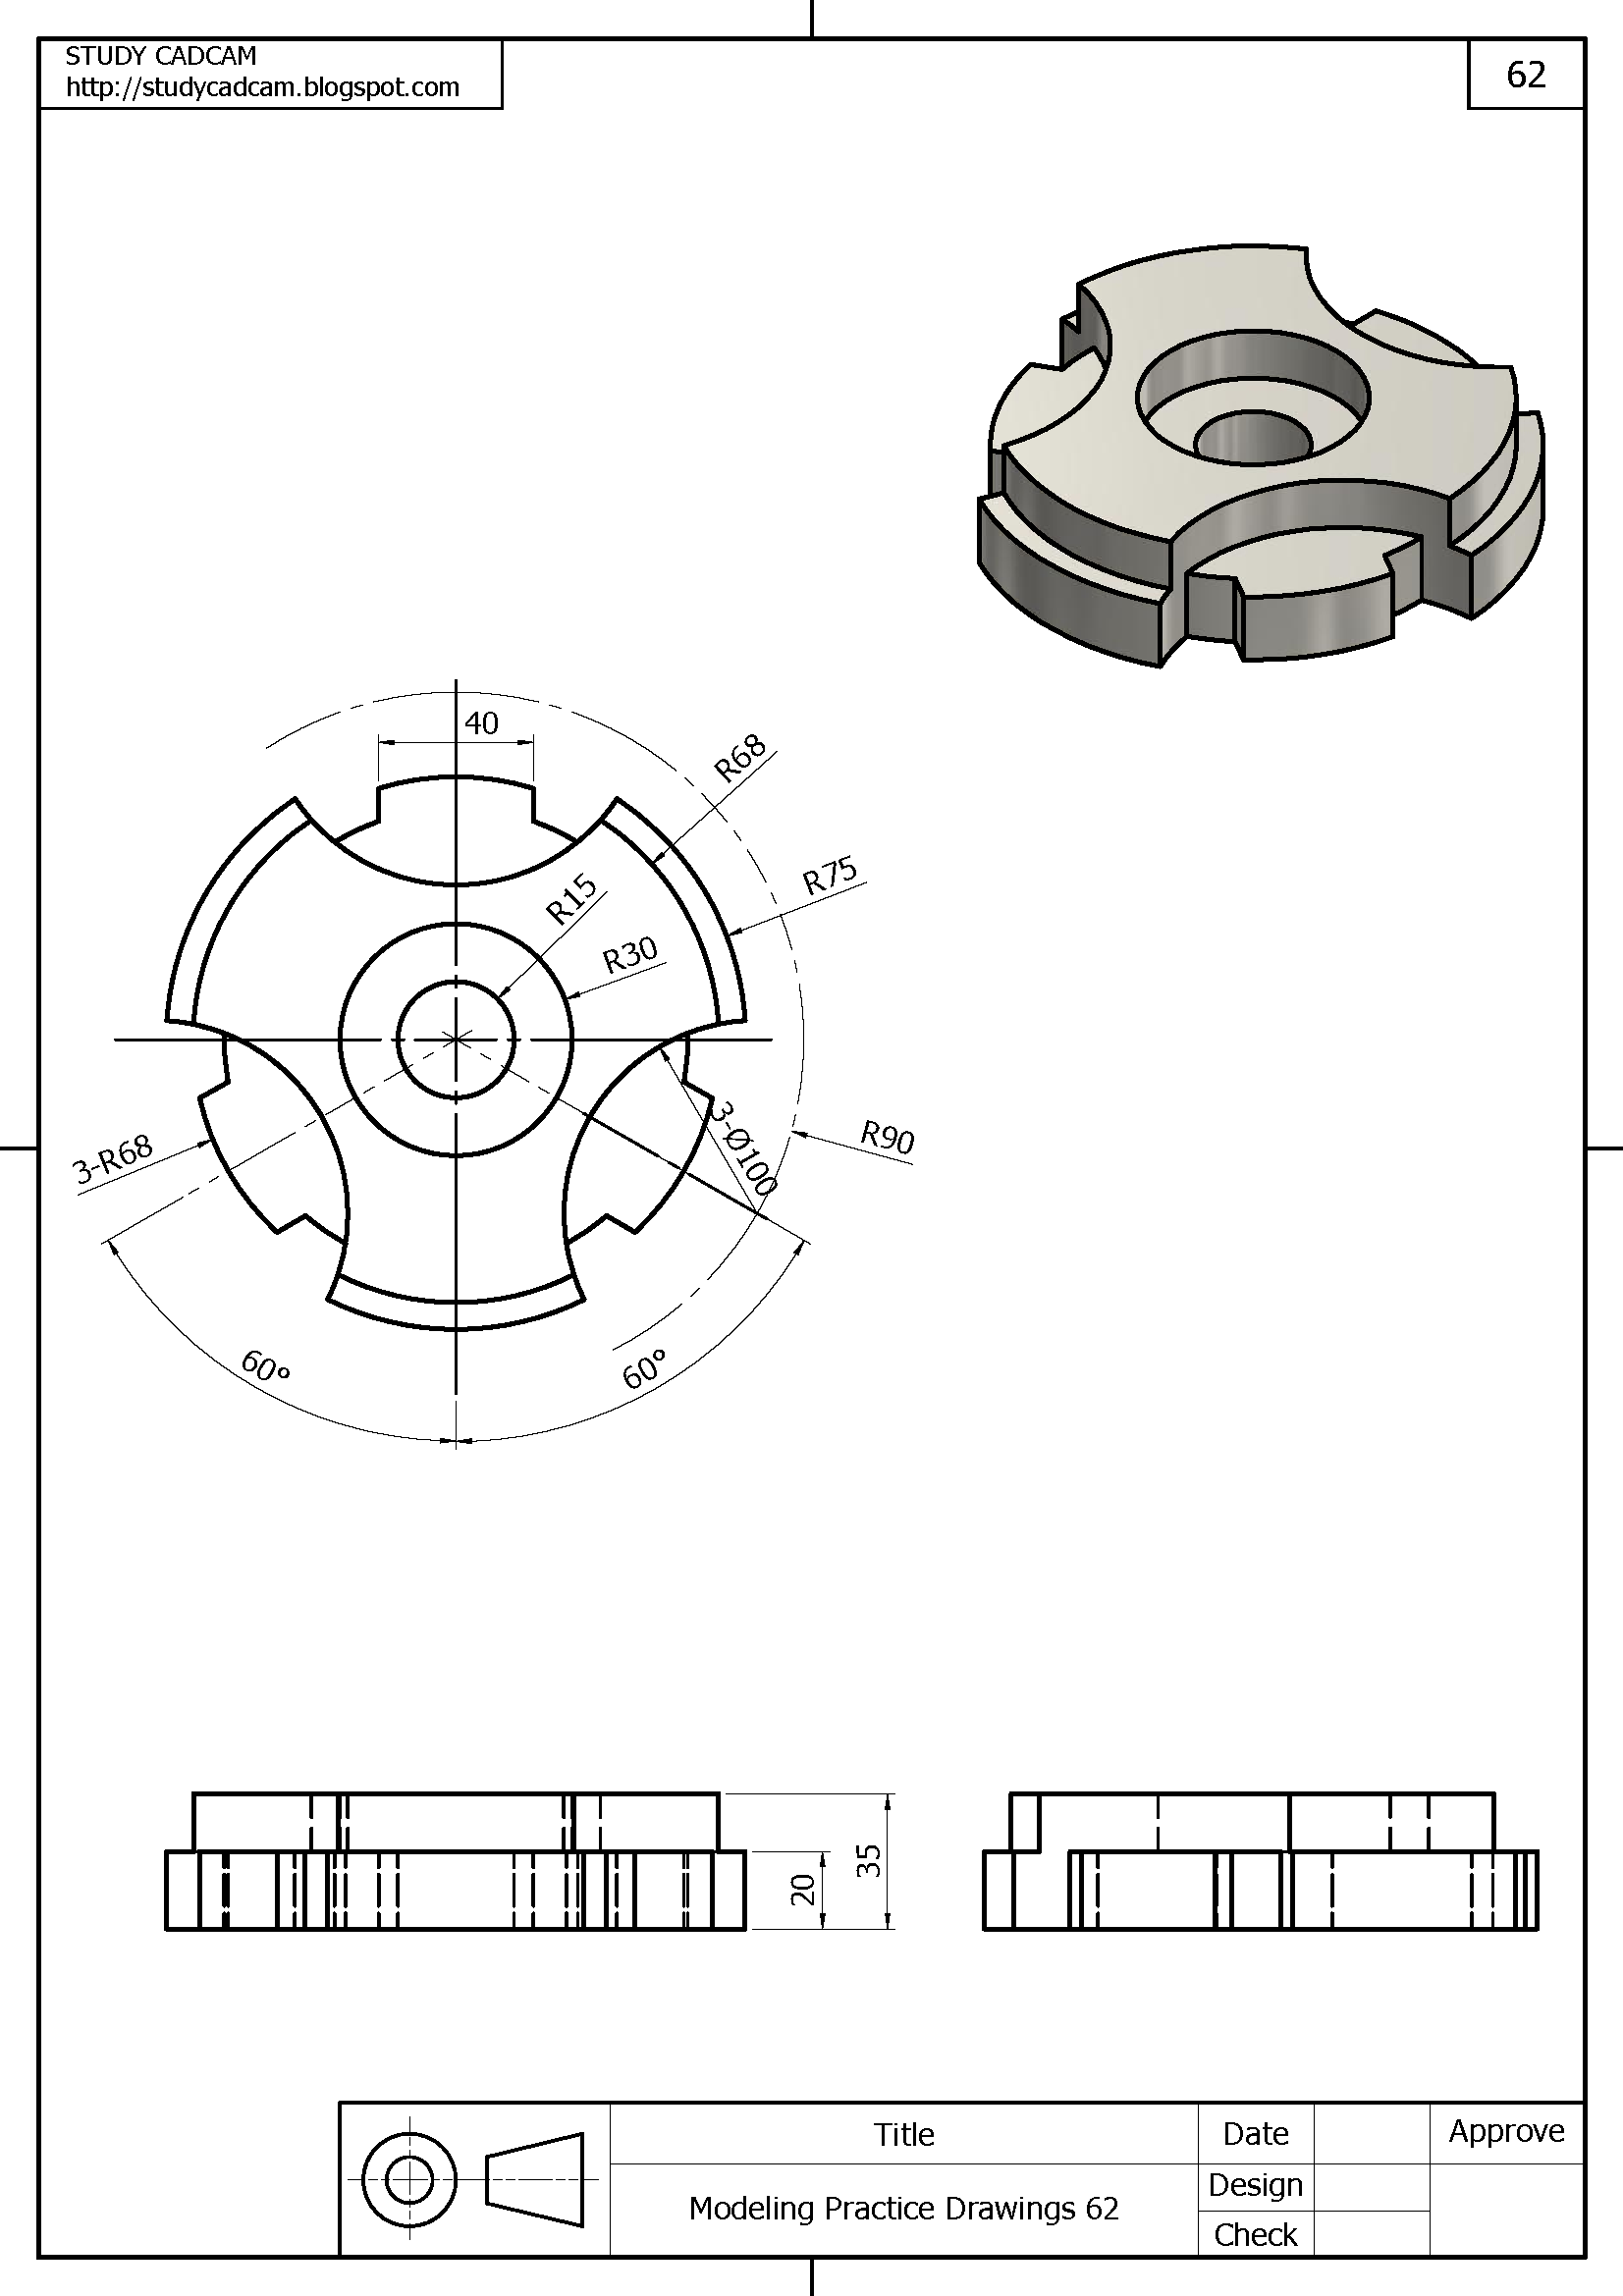 STUDY CADCAM
http://studycadcam.blogspot.com
62
40
R68
R75
R15
R30
3-Ø100
R90
3-R68
60°
60°
20
35
Title
Date
Approve
Modeling Practice Drawings 62
Design
Check